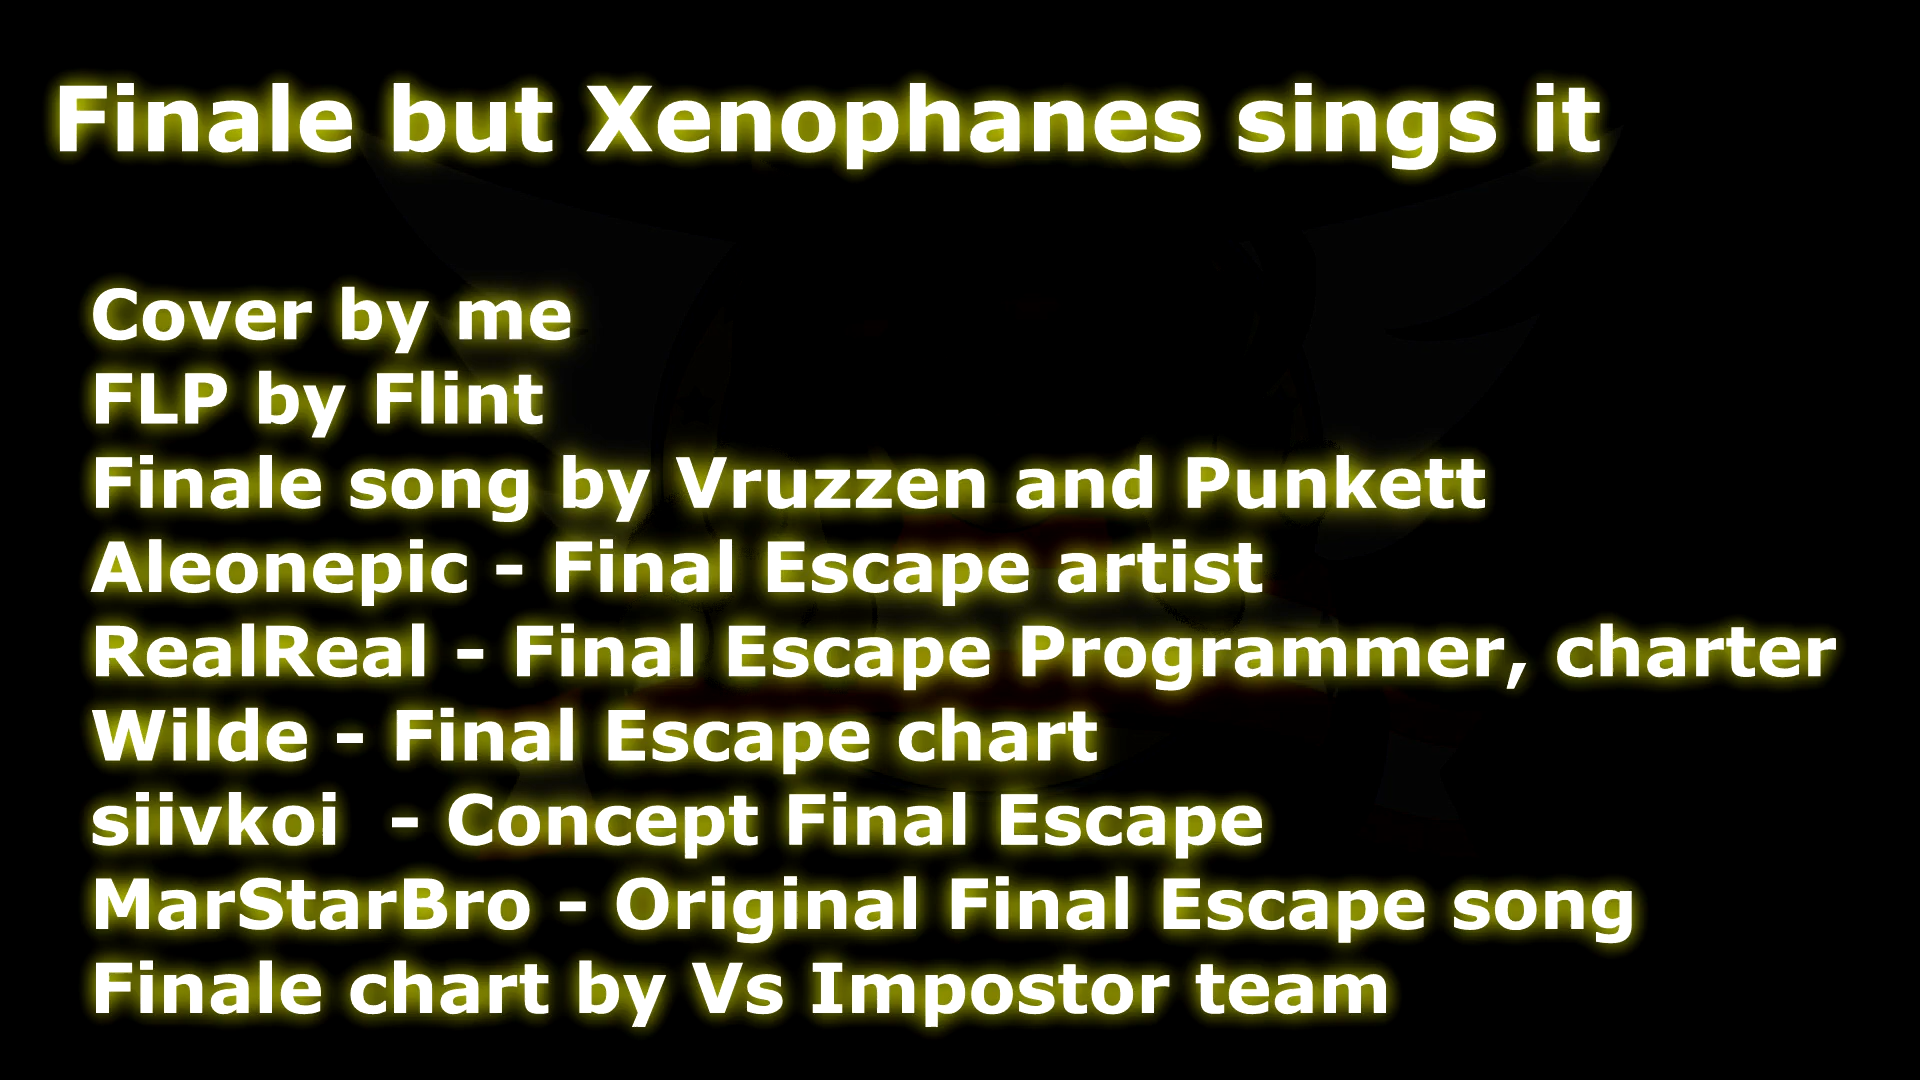 Finale but Xenophanes sings it
Cover by me
FLP by Flint
Finale song by Vruzzen and Punkett
Aleonepic - Final Escape artist
RealReal - Final Escape Programmer, charter
Wilde - Final Escape chart
siivkoi  - Concept Final Escape
MarStarBro - Original Final Escape song
Finale chart by Vs Impostor team